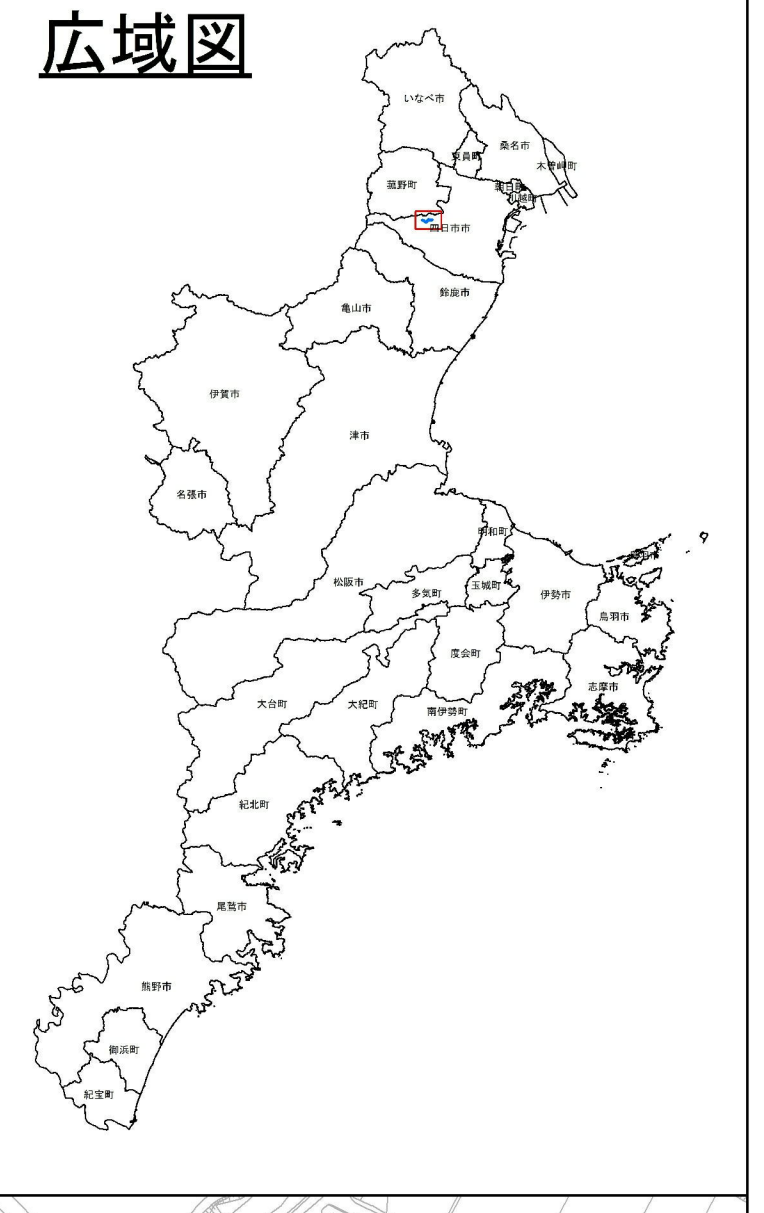 広域図
いなべ市
桑名市
東員町
木曽岬町
菰野町
朝日町
川越町
四日市市
鈴鹿市
亀山市
伊賀市
津市
名張市
明和町
松阪市
玉城町
多気町
伊勢市
鳥羽市
度会町
志摩市
大台町
大紀町
南伊勢町
紀北町
尾鷲市
熊野市
御浜町
紀宝町